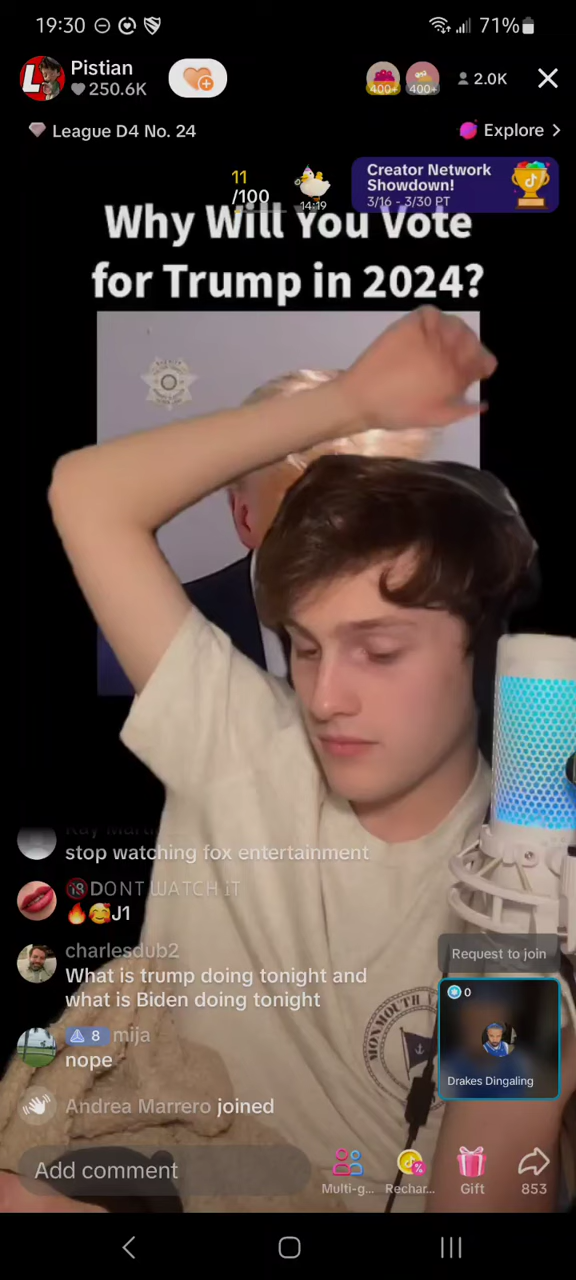 19:30
71%
Pistian
250.6K
400+
400+
2.0K
League D4 No. 24
Explore
11
/100
14:19
Creator Network
Showdown!
3/16 - 3/30 PT
Why Will You Vote
for Trump in 2024?
stop watching fox entertainment
DONT WATCH IT
J1
charlesdub2
What is trump doing tonight and
what is Biden doing tonight
8 mija
nope
Andrea Marrero joined
MONMOUTH
Request to join
0
Drakes Dingaling
Add comment
Multi-g...
Rechar...
Gift
853